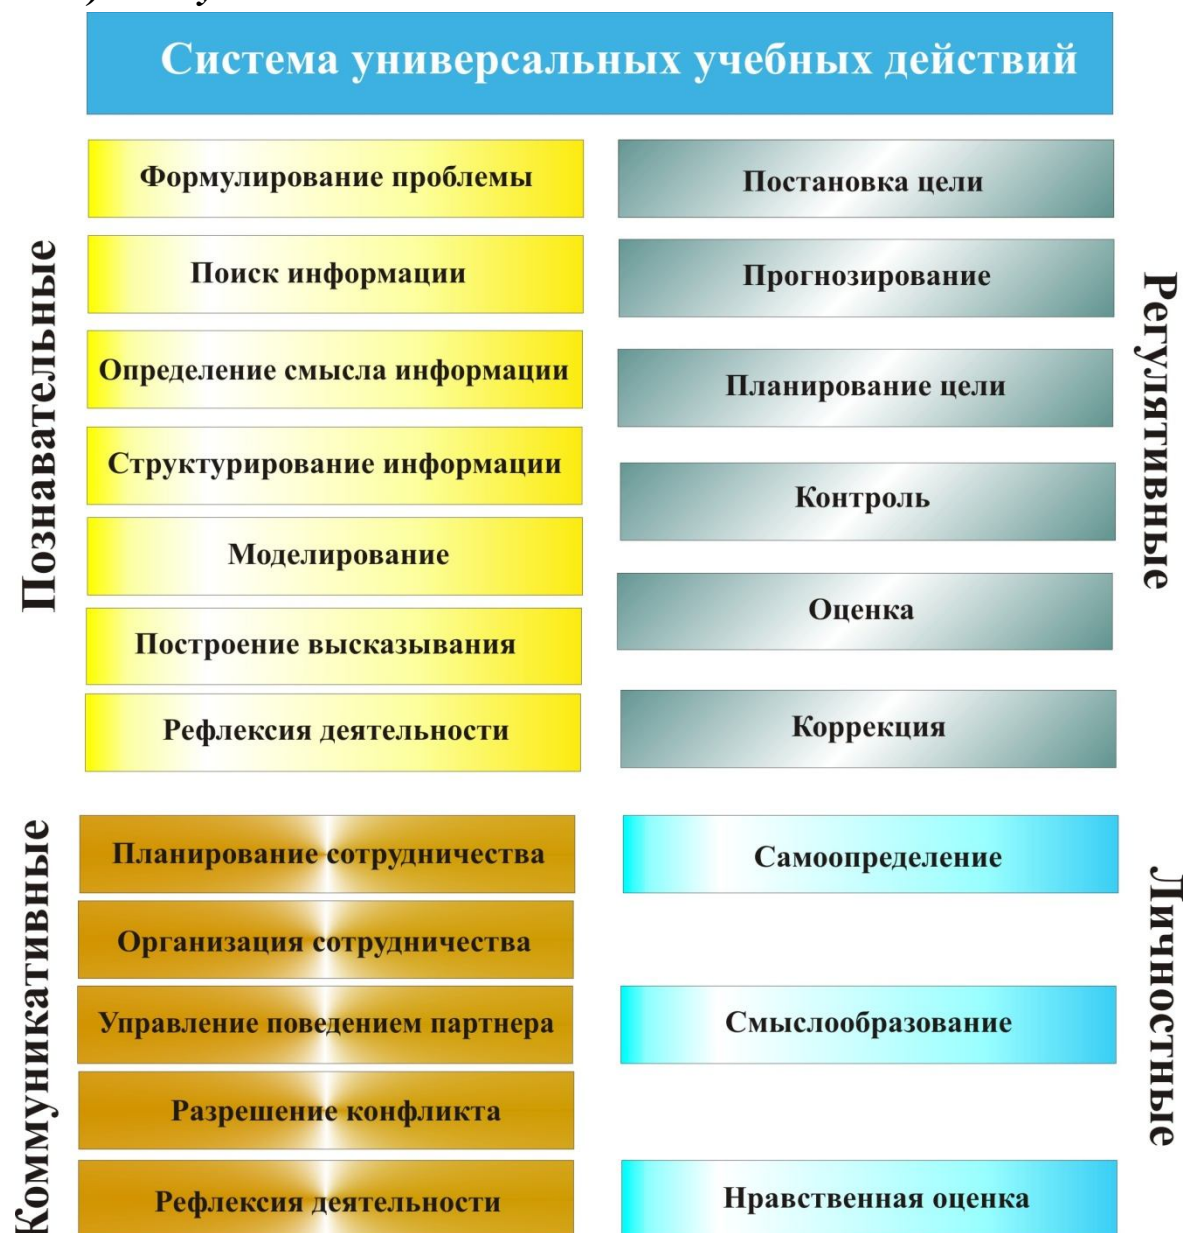 Система универсальных учебных действий
Познавательные
Формулирование проблемы
Поиск информации
Определение смысла информации
Структурирование информации
Моделирование
Построение высказывания
Рефлексия деятельности
Регулятивные
Постановка цели
Прогнозирование
Планирование цели
Контроль
Оценка
Коррекция
Коммуникативные
Планирование сотрудничества
Организация сотрудничества
Управление поведением партнера
Разрешение конфликта
Рефлексия деятельности
Личностные
Самоопределение
Смыслообразование
Нравственная оценка